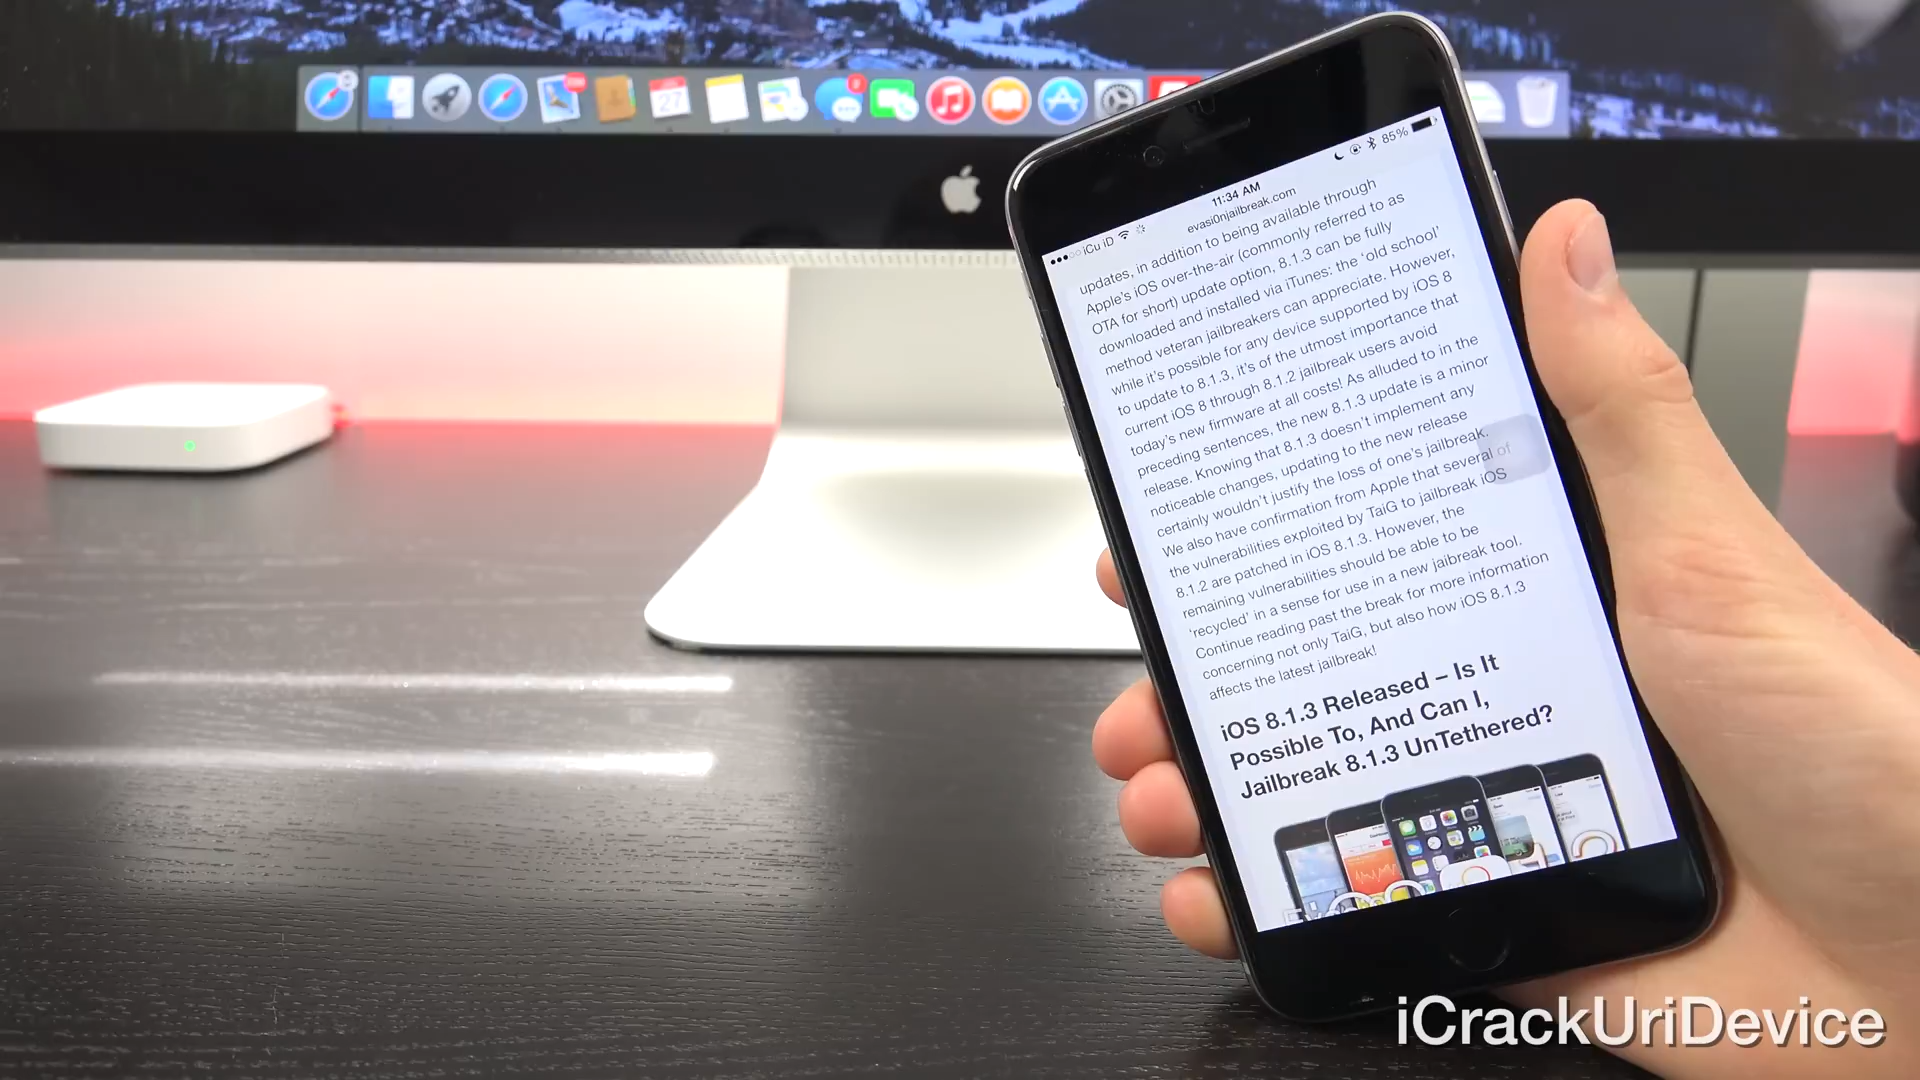 27
iCu iD
11:34 AM
85%
evasi0njailbreak.com
updates, in addition to being available through
Apple's iOS over-the-air (commonly referred to as
OTA for short) update option, 8.1.3 can be fully
downloaded and installed via iTunes: the 'old school'
method veteran jailbreakers can appreciate. However,
while it's possible for any device supported by iOS 8
to update to 8.1.3, it's of the utmost importance that
current iOS 8 through 8.1.2 jailbreak users avoid
today's new firmware at all costs! As alluded to in the
preceding sentences, the new 8.1.3 update is a minor
release. Knowing that 8.1.3 doesn't implement any
noticeable changes, updating to the new release
certainly wouldn't justify the loss of one's jailbreak.
We also have confirmation from Apple that several of
the vulnerabilities exploited by TaiG to jailbreak iOS
8.1.2 are patched in iOS 8.1.3. However, the
remaining vulnerabilities should be able to be
'recycled' in a sense for use in a new jailbreak tool.
Continue reading past the break for more information
concerning not only TaiG, but also how iOS 8.1.3
affects the latest jailbreak!
iOS 8.1.3 Released – Is It
Possible To, And Can I,
Jailbreak 8.1.3 UnTethered?
iCrackUriDevice